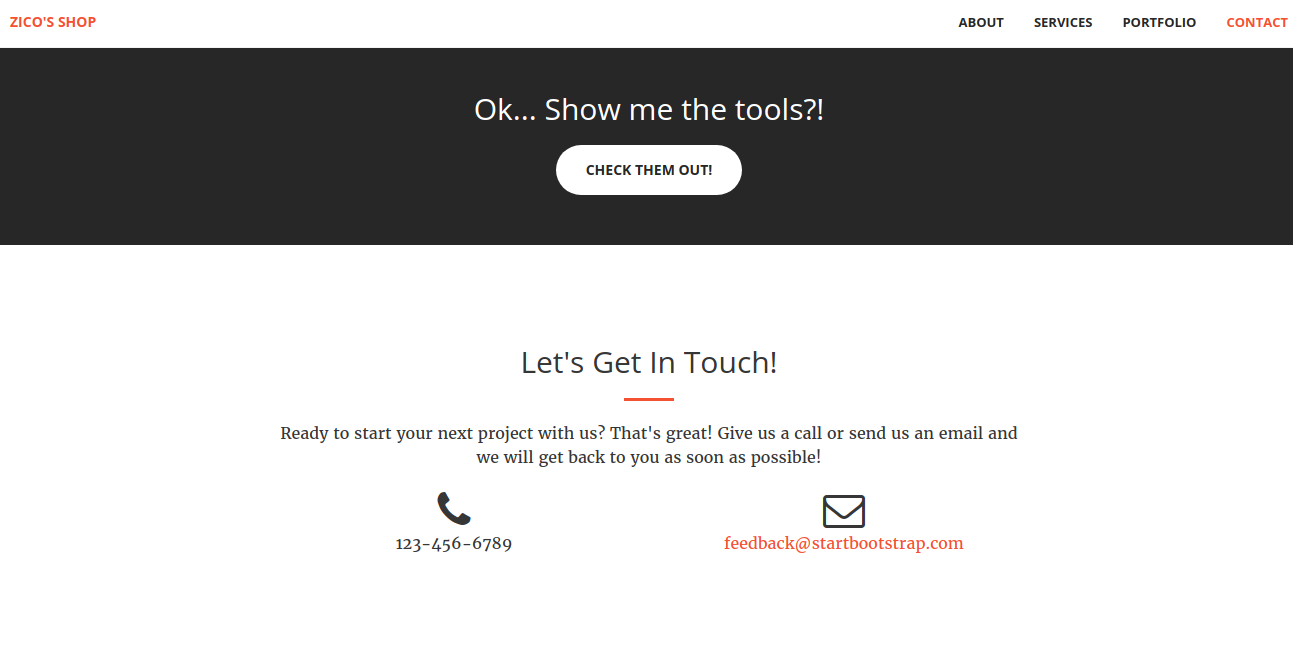 ZICO'S SHOP
ABOUT SERVICES PORTFOLIO CONTACT
Ok... Show me the tools?!
CHECK THEM OUT!
Let's Get In Touch!
Ready to start your next project with us? That's great! Give us a call or send us an email and
we will get back to you as soon as possible!
123-456-6789
feedback@startbootstrap.com